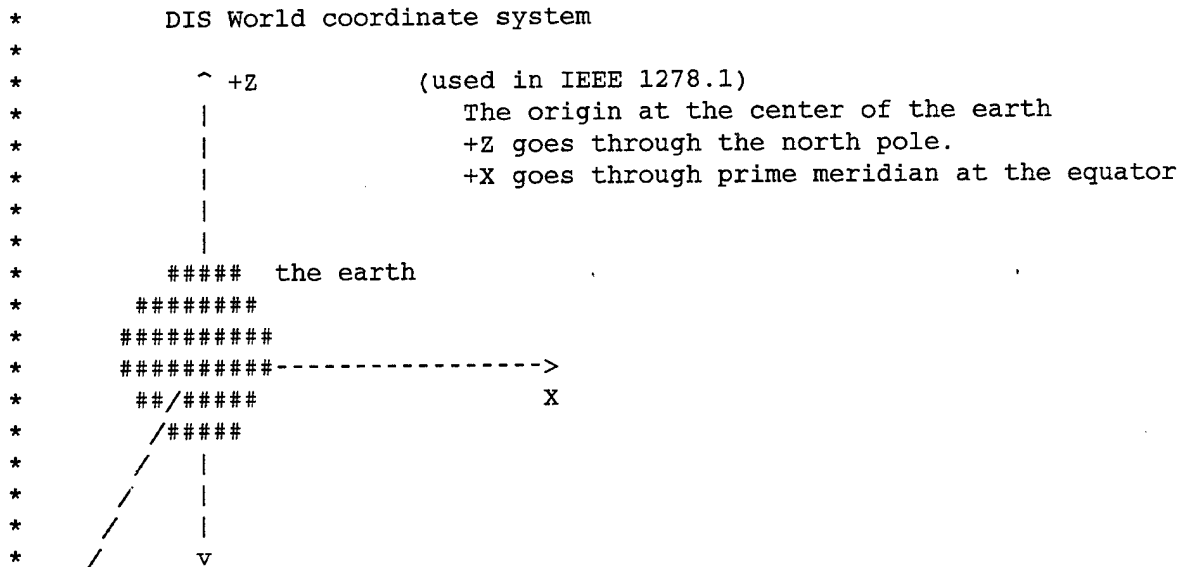 *         DIS World coordinate system
*
*           ^ +Z            (used in IEEE 1278.1)
*           |                  The origin at the center of the earth
*           |                  +Z goes through the north pole.
*           |                  +X goes through prime meridian at the equator
*           |
*           |
*         #####  the earth
*       ########
*      ##########
*      ##########----------------->
*       ##/#####                  X
*        /#####
*       /   |
*      /    |
*     /     |
*    /      v